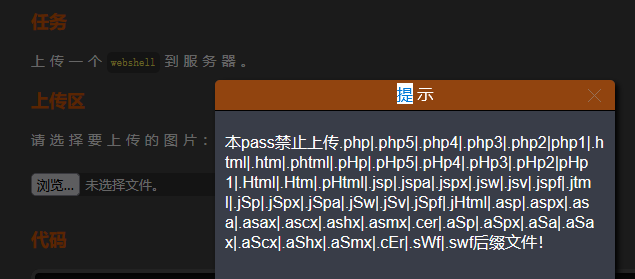 任务
上传一个 webshell 到服务器。
上传区
请选择要上传的图片：
浏览... 未选择文件。
代码
提示
本pass禁止上传.php|.php5|.php4|.php3|.php2|php1|.h
tml|.htm|.phtml|.pHp|.pHp5|.pHp4|.pHp3|.pHp2|pHp
1|.Html|.Htm|.pHtml|.jsp|.jspa|.jspx|.jsw|.jsv|.jspf|.jtm
l|.jSp|.jSpx|.jSpa|.jSw|.jSv|.jSpf|.jHtml|.asp|.aspx|.as
a|.asax|.ascx|.ashx|.asmx|.cer|.aSp|.aSpx|.aSa|.aSa
x|.aScx|.aShx|.aSmx|.cEr|.sWf|.swf后缀文件！